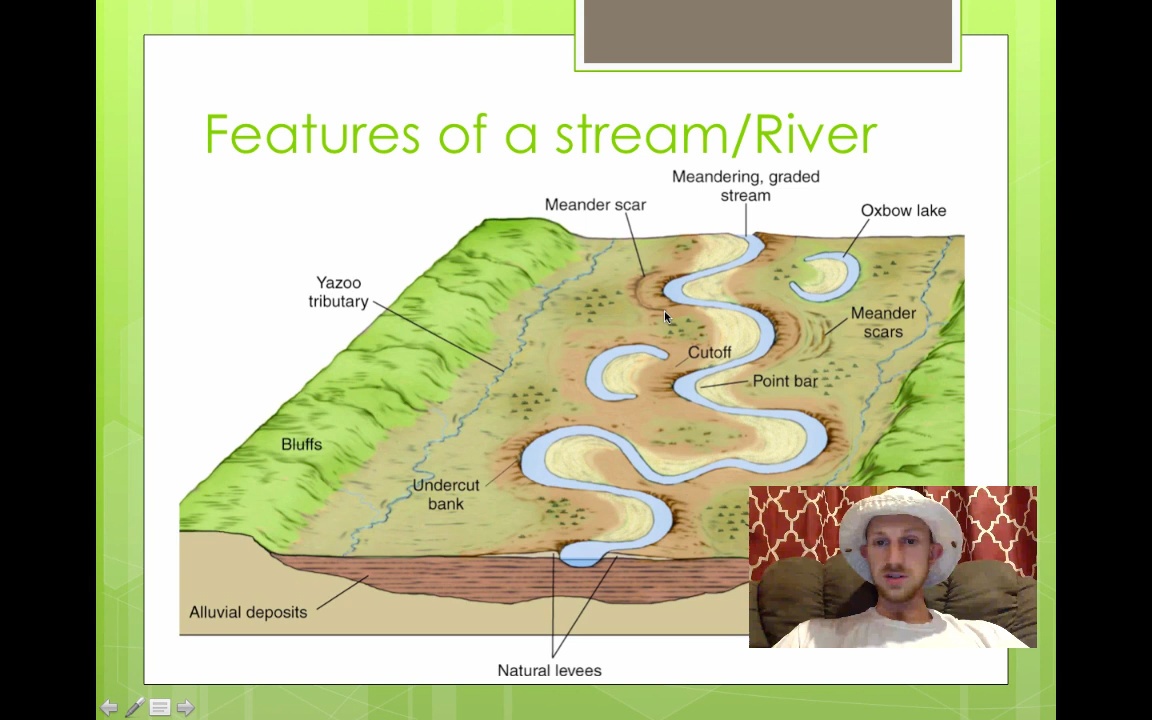 Features of a stream/River
Meandering, graded
stream
Meander scar
Oxbow lake
Yazoo
tributary
Meander
scars
Cutoff
Point bar
Bluffs
Undercut
bank
Alluvial deposits
Natural levees